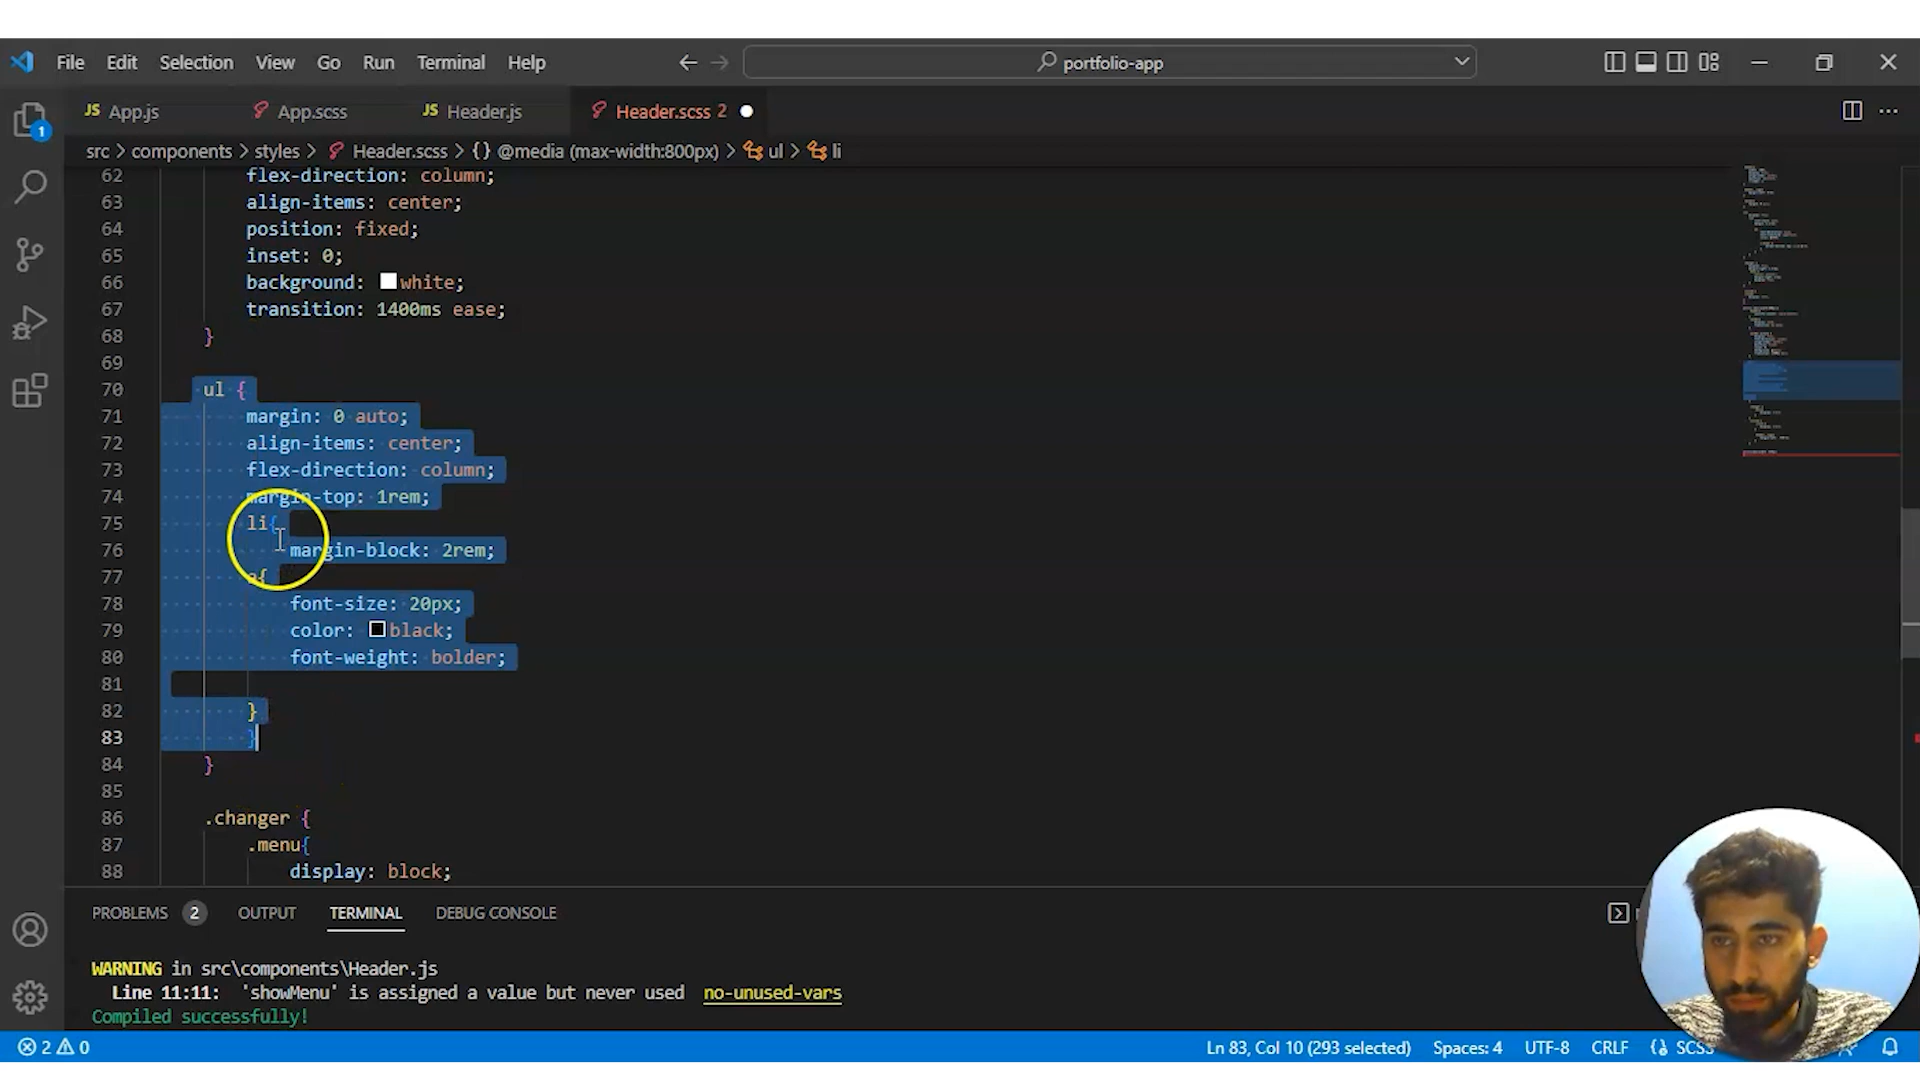 File Edit Selection View Go Run Terminal Help portfolio-app
App.js App.scss Header.js Header.scss 2
src > components > styles > Header.scss > {} @media (max-width:800px) > ul > li
62 flex-direction: column;
63 align-items: center;
64 position: fixed;
65 inset: 0;
66 background: white;
67 transition: 1400ms ease;
68 }
69
70 ul {
71 margin: 0 auto;
72 align-items: center;
73 flex-direction: column;
74 margin-top: 1rem;
75 li{
76 margin-block: 2rem;
77 a{
78 font-size: 20px;
79 color: black;
80 font-weight: bolder;
81
82 }
83 }
84 }
85
86 .changer {
87 .menu{
88 display: block;
PROBLEMS 2 OUTPUT TERMINAL DEBUG CONSOLE
WARNING in src\components\Header.js
Line 11:11: 'showMenu' is assigned a value but never used no-unused-vars
Compiled successfully!
2 0 Ln 83, Col 10 (293 selected) Spaces: 4 UTF-8 CRLF SCSS